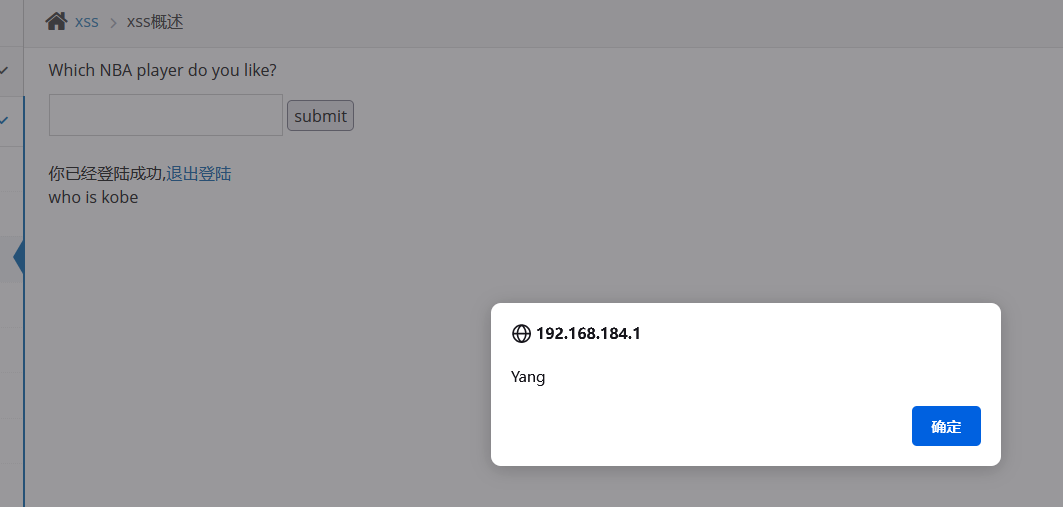 xss > xss概述
Which NBA player do you like?
submit
你已经登陆成功,退出登陆
who is kobe
192.168.184.1
Yang
确定